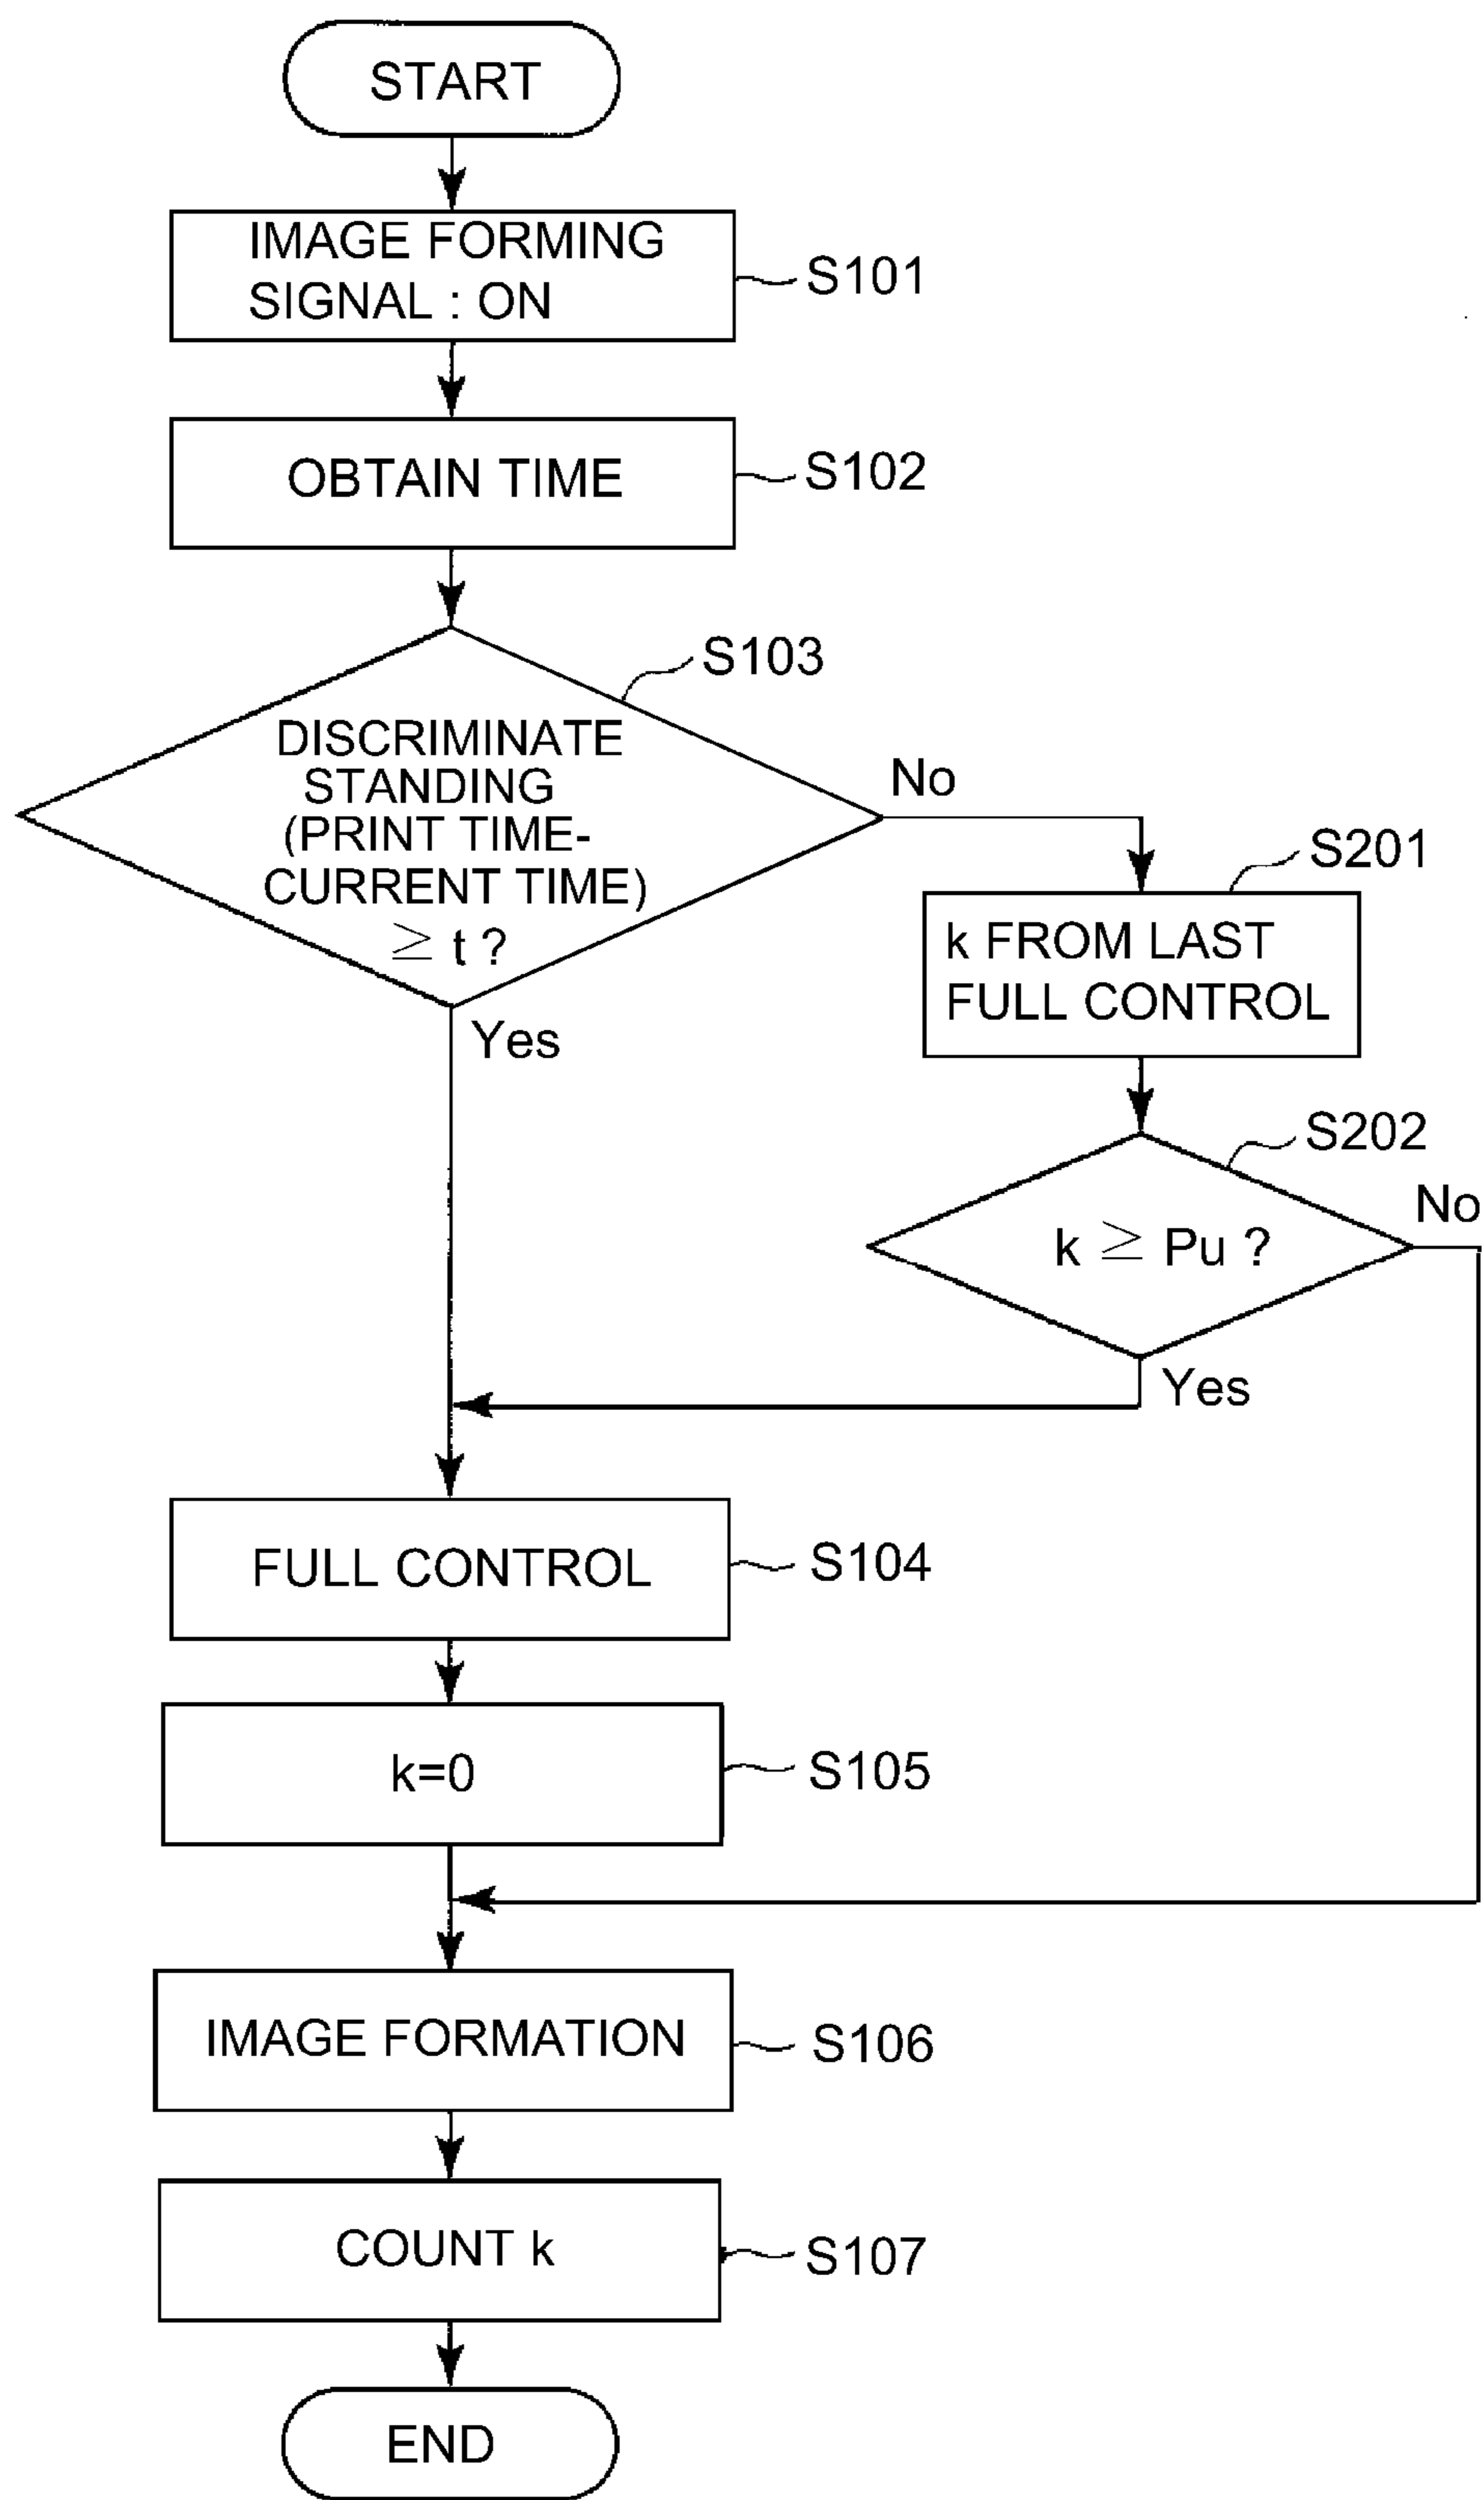 START
IMAGE FORMING
SIGNAL : ON
S101
OBTAIN TIME
S102
S103
DISCRIMINATE
STANDING
(PRINT TIME-
CURRENT TIME)
≧ t ?
No
Yes
S201
k FROM LAST
FULL CONTROL
S202
k ≧ Pu ?
No
Yes
FULL CONTROL
S104
k=0
S105
IMAGE FORMATION
S106
COUNT k
S107
END